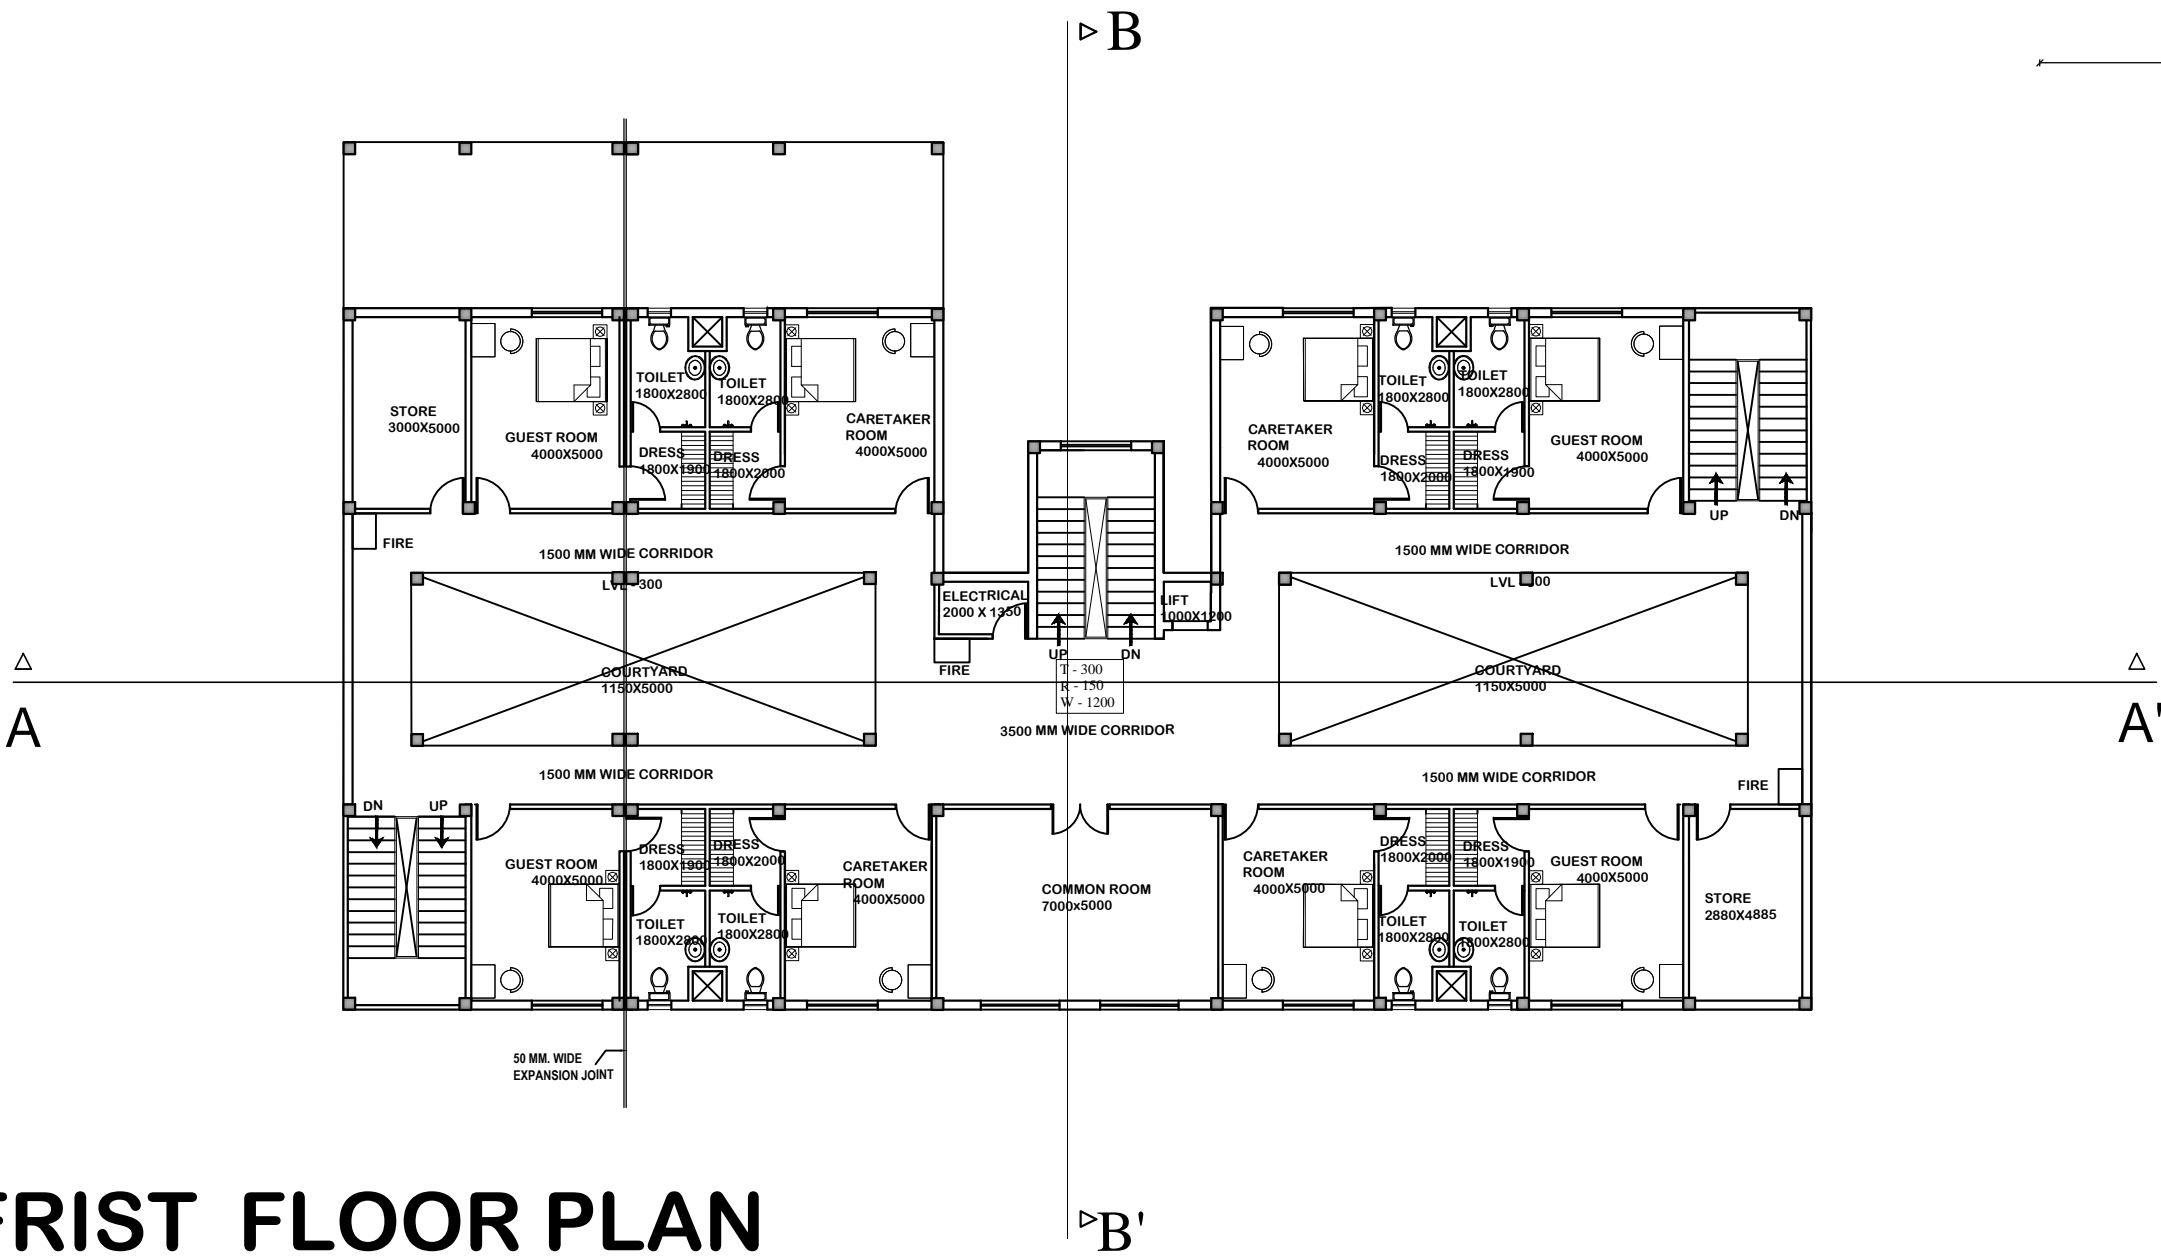 B
TOILET
1800X2800
TOILET
1800X2800
STORE
3000X5000
GUEST ROOM
4000X5000
CARETAKER
ROOM
4000X5000
DRESS
1800X1900
DRESS
1800X2000
CARETAKER
ROOM
4000X5000
TOILET
1800X2800
TOILET
1800X2800
DRESS
1800X2000
DRESS
1800X1900
GUEST ROOM
4000X5000
UP
DN
FIRE
1500 MM WIDE CORRIDOR
1500 MM WIDE CORRIDOR
LVL - 300
ELECTRICAL
2000 X 1350
LIFT
1000X1200
UP
DN
FIRE
T - 300
R - 150
W - 1200
COURTYARD
1150X5000
COURTYARD
1150X5000
A
A'
3500 MM WIDE CORRIDOR
1500 MM WIDE CORRIDOR
1500 MM WIDE CORRIDOR
FIRE
DN
UP
GUEST ROOM
4000X5000
DRESS
1800X1900
DRESS
1800X2000
CARETAKER
ROOM
4000X5000
TOILET
1800X2800
TOILET
1800X2800
COMMON ROOM
7000x5000
CARETAKER
ROOM
4000X5000
DRESS
1800X2000
DRESS
1800X1900
TOILET
1800X2800
TOILET
1800X2800
GUEST ROOM
4000X5000
STORE
2880X4885
50 MM. WIDE
EXPANSION JOINT
FRIST FLOOR PLAN
B'